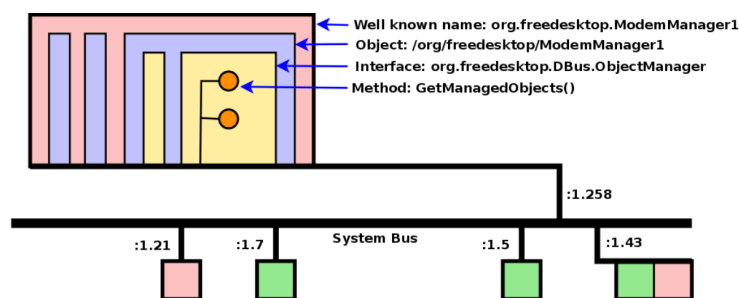 Well known name: org.freedesktop.ModemManager1
Object: /org/freedesktop/ModemManager1
Interface: org.freedesktop.DBus.ObjectManager
Method: GetManagedObjects()
:1.258
:1.21
:1.7
System Bus
:1.5
:1.43